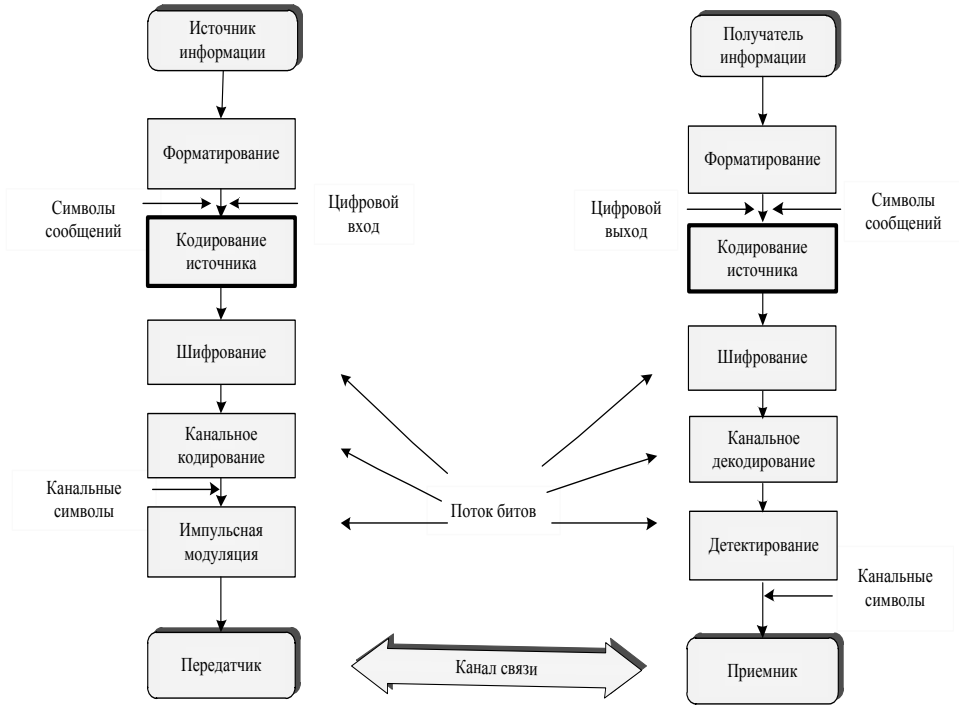 Источник
информации
Форматирование
Символы
сообщений
Цифровой
вход
Кодирование
источника
Шифрование
Канальное
кодирование
Канальные
символы
Импульсная
модуляция
Передатчик
Поток битов
Канал связи
Получатель
информации
Форматирование
Цифровой
выход
Символы
сообщений
Кодирование
источника
Шифрование
Канальное
декодирование
Детектирование
Канальные
символы
Приемник